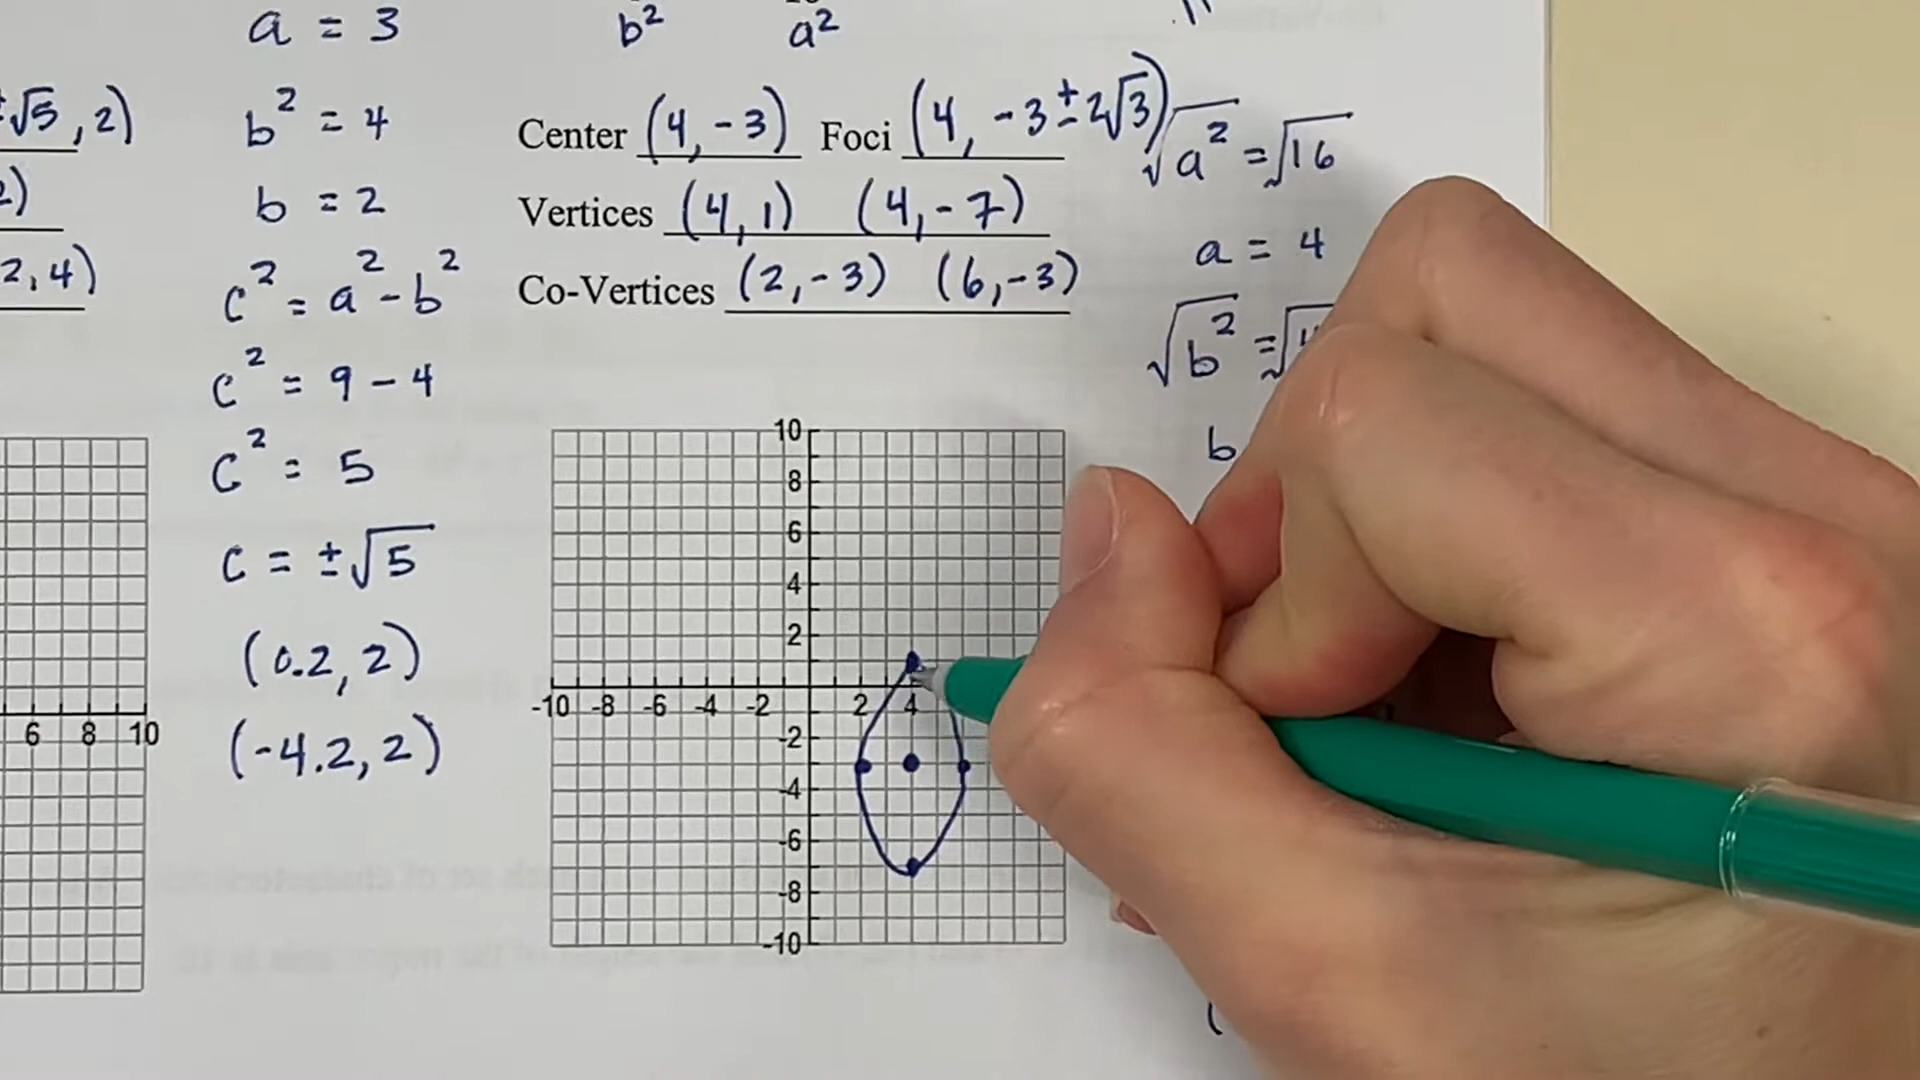 a = 3
b² a²
±√5, 2)
b² = 4
Center (4, -3) Foci (4, -3 ± 2√3)
√a² = √16
2)
b = 2
Vertices (4, 1) (4, -7)
a = 4
2, 4)
c² = a² - b²
Co-Vertices (2, -3) (6, -3)
√b² =
c² = 9 - 4
b
c² = 5
c = ±√5
(0.2, 2)
(-4.2, 2)
6 8 10
10
8
6
4
2
-10 -8 -6 -4 -2 2 4
-2
-4
-6
-8
-10
(